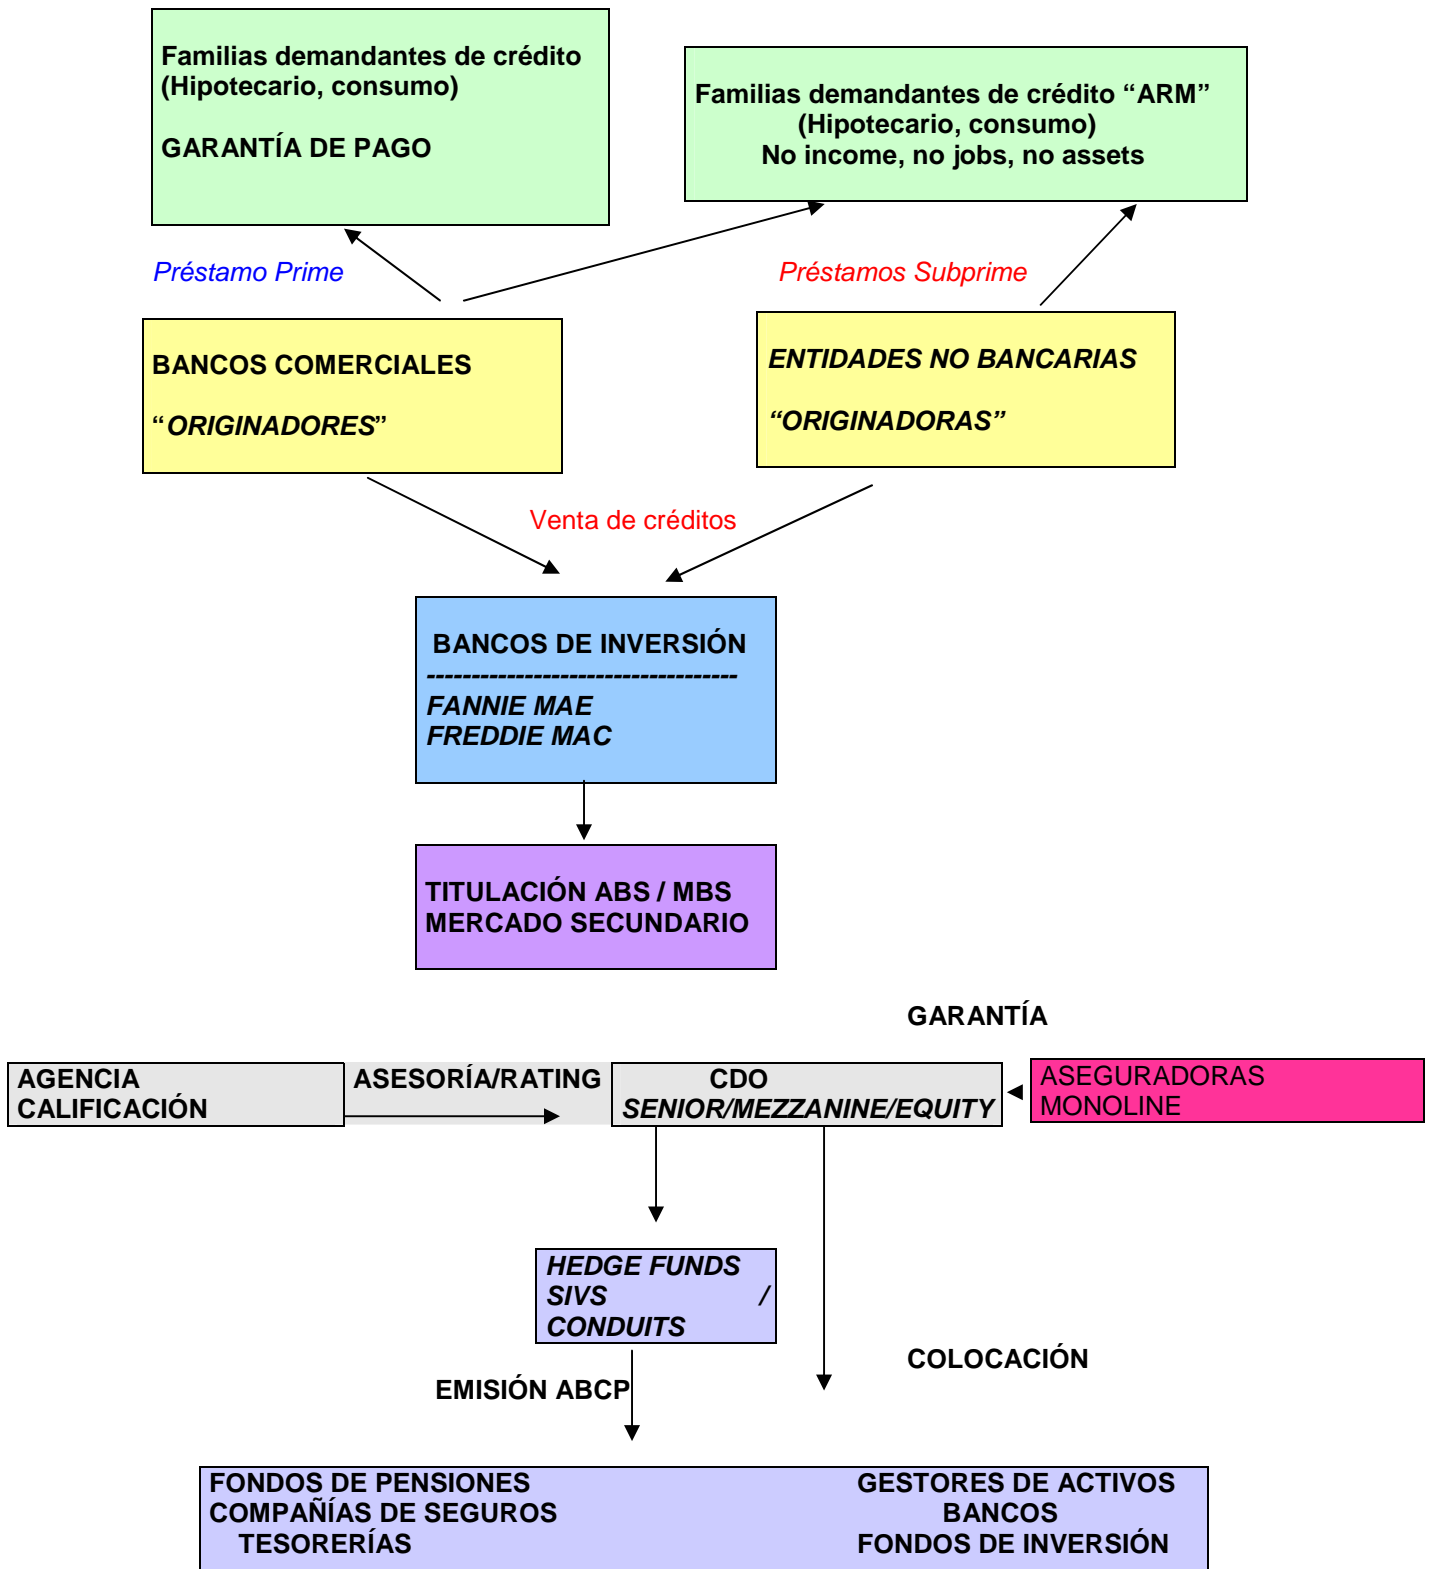 Familias demandantes de crédito
(Hipotecario, consumo)
GARANTÍA DE PAGO
Familias demandantes de crédito “ARM”
(Hipotecario, consumo)
No income, no jobs, no assets
Préstamo Prime
Préstamos Subprime
BANCOS COMERCIALES
“ORIGINADORES”
ENTIDADES NO BANCARIAS
“ORIGINADORAS”
Venta de créditos
BANCOS DE INVERSIÓN
-----------------------------------
FANNIE MAE
FREDDIE MAC
TITULACIÓN ABS / MBS
MERCADO SECUNDARIO
GARANTÍA
AGENCIA
CALIFICACIÓN
ASESORÍA/RATING
CDO
SENIOR/MEZZANINE/EQUITY
ASEGURADORAS
MONOLINE
HEDGE FUNDS
SIVS /
CONDUITS
COLOCACIÓN
EMISIÓN ABCP
FONDOS DE PENSIONES
COMPAÑÍAS DE SEGUROS
TESORERÍAS
GESTORES DE ACTIVOS
BANCOS
FONDOS DE INVERSIÓN